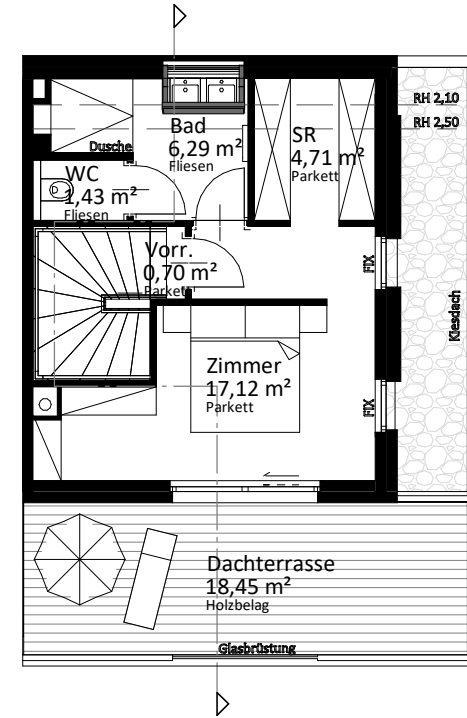 RH 2,10
RH 2,50
Bad
6,29 m²
Fliesen
SR
4,71 m²
Parkett
Dusche
WC
1,43 m²
Fliesen
Vorr.
0,70 m²
Parkett
FIX
Kiesdach
Zimmer
17,12 m²
Parkett
FIX
Dachterrasse
18,45 m²
Holzbelag
Glasbrüstung